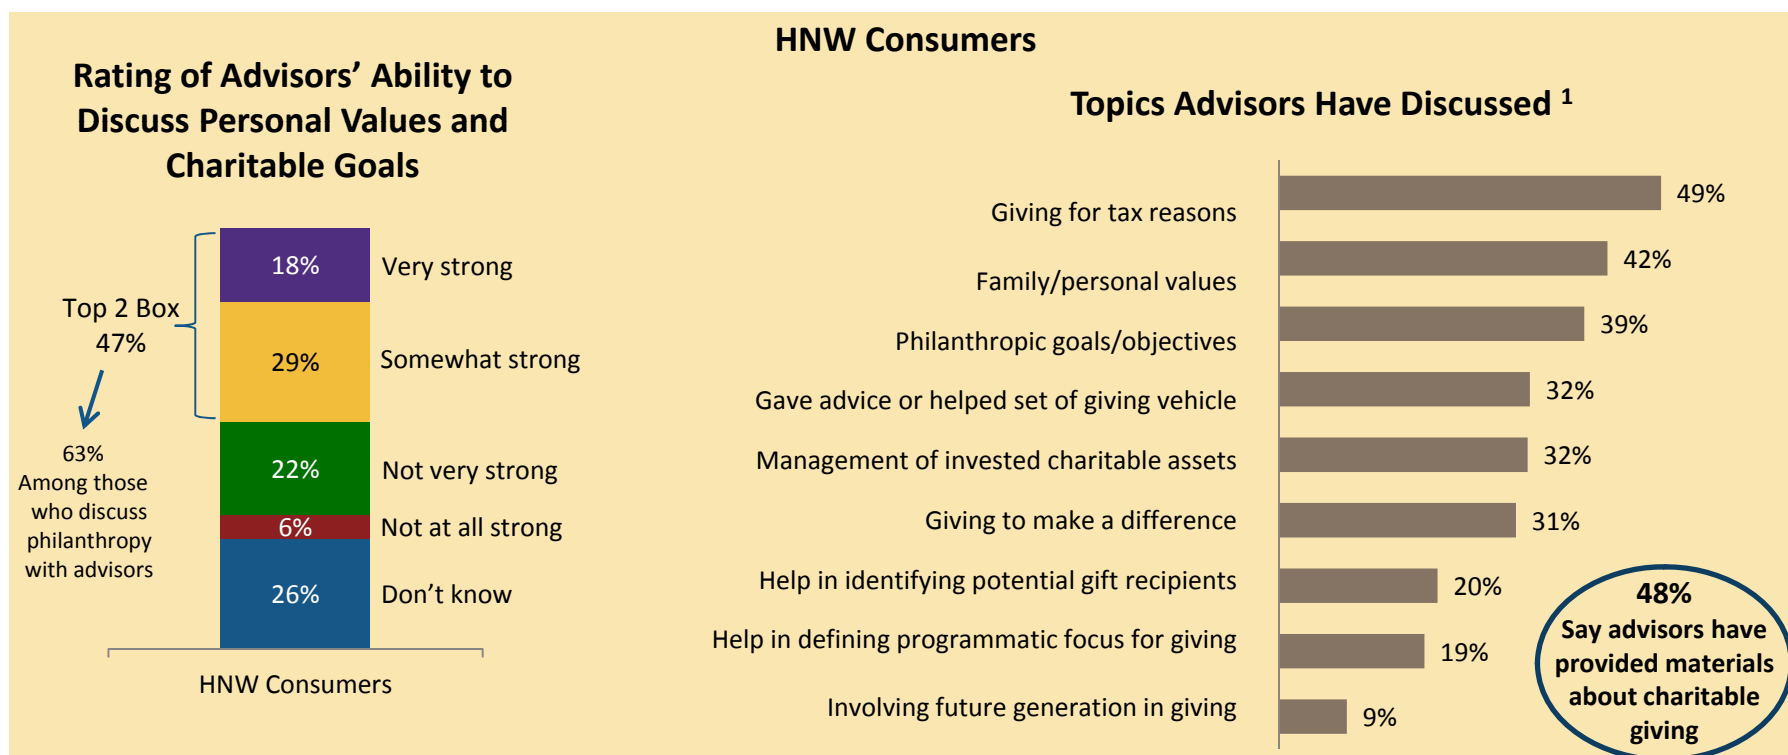 HNW Consumers
Rating of Advisors’ Ability to
Discuss Personal Values and
Charitable Goals
18%
Very strong
Top 2 Box
47%
29%
Somewhat strong
63%
Among those
who discuss
philanthropy
with advisors
22%
Not very strong
6%
Not at all strong
26%
Don’t know
HNW Consumers
Topics Advisors Have Discussed ¹
Giving for tax reasons
49%
Family/personal values
42%
Philanthropic goals/objectives
39%
Gave advice or helped set of giving vehicle
32%
Management of invested charitable assets
32%
Giving to make a difference
31%
Help in identifying potential gift recipients
20%
Help in defining programmatic focus for giving
19%
Involving future generation in giving
9%
48%
Say advisors have
provided materials
about charitable
giving